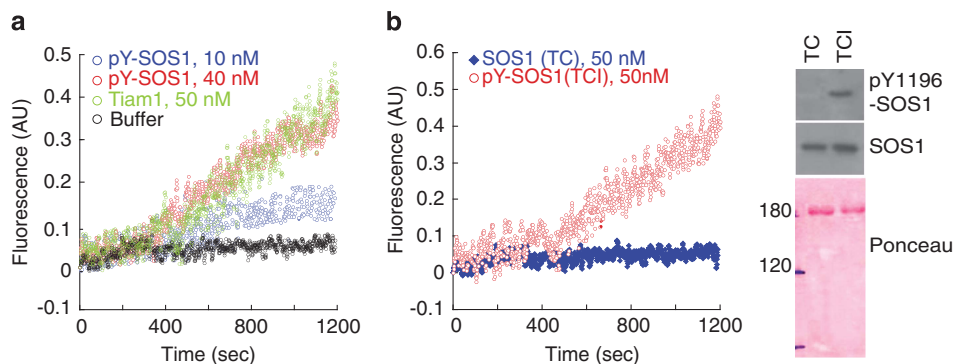 a
pY-SOS1, 10 nM
pY-SOS1, 40 nM
Tiam1, 50 nM
Buffer
Fluorescence (AU)
0.5
0.4
0.3
0.2
0.1
0
-0.1
0 400 800 1200
Time (sec)
b
SOS1 (TC), 50 nM
pY-SOS1(TCI), 50nM
Fluorescence (AU)
0.6
0.5
0.4
0.3
0.2
0.1
0
-0.1
0 400 800 1200
Time (sec)
TC TCI
pY1196
-SOS1
SOS1
180
120
Ponceau